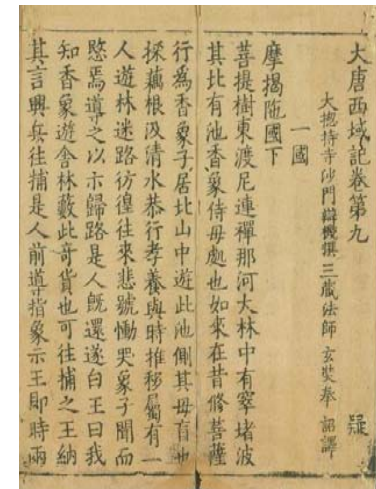 大唐西域記卷第九 疑
大揔持寺沙門辯機撰三藏法師玄奘奉 詔譯
一國
摩揭陁國下
菩提樹東渡尼連禪那河大林中有窣堵波
其北有池香象侍母處也如來在昔修菩薩
行爲香象子居北山中遊此池側其母盲也
採藕根汲清水恭行孝養與時推移屬有一
人遊林迷路彷徨往來悲號慟哭象子聞而
愍焉導之以示歸路是人旣還遂白王曰我
知香象遊舍林藪此奇貨也可往捕之王納
其言興兵往捕是人前導指象示王即時兩